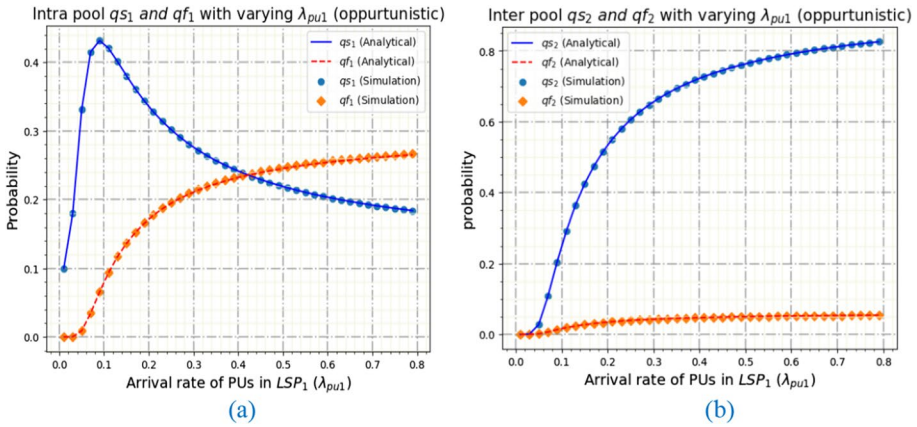 Intra pool qs₁ and qf₁ with varying λₚᵤ₁ (oppurtunistic)
qs₁ (Analytical)
qf₁ (Analytical)
qs₁ (Simulation)
qf₁ (Simulation)
Probability
0.4
0.3
0.2
0.1
0.0
0.0 0.1 0.2 0.3 0.4 0.5 0.6 0.7 0.8
Arrival rate of PUs in LSP₁ (λₚᵤ₁)
(a)
Inter pool qs₂ and qf₂ with varying λₚᵤ₁ (oppurtunistic)
qs₂ (Analytical)
qf₂ (Analytical)
qs₂ (Simulation)
qf₂ (Simulation)
probability
0.8
0.6
0.4
0.2
0.0
0.0 0.1 0.2 0.3 0.4 0.5 0.6 0.7 0.8
Arrival rate of PUs in LSP₁ (λₚᵤ₁)
(b)